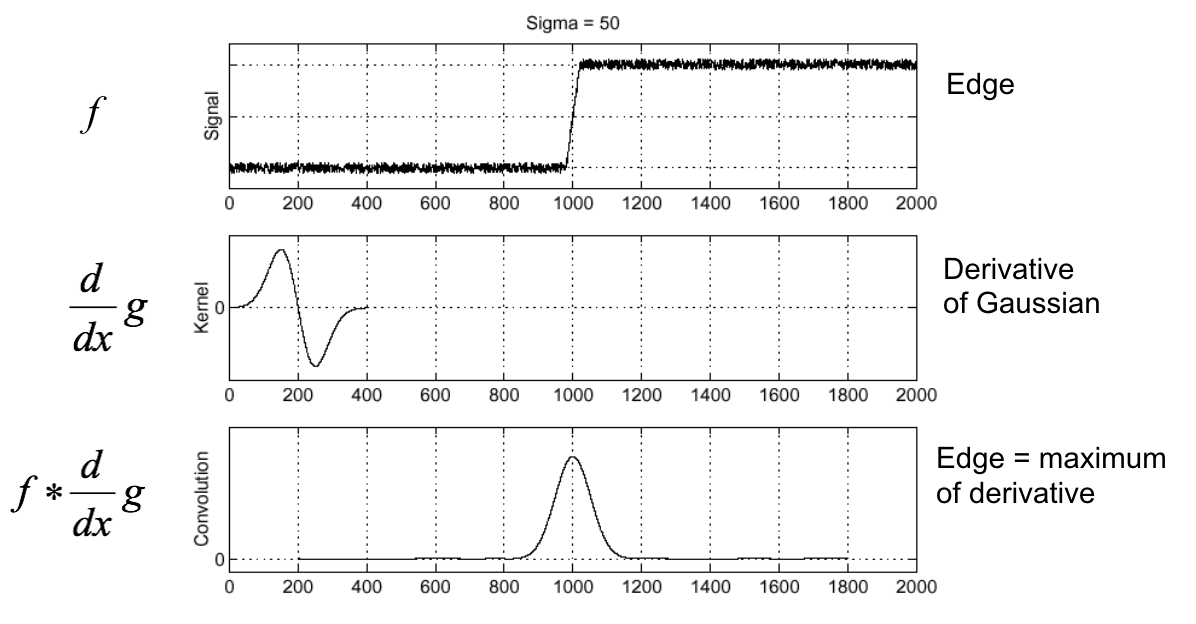 Sigma = 50
f
Signal
Edge
0 200 400 600 800 1000 1200 1400 1600 1800 2000
d
dx
g
Kernel
0
Derivative
of Gaussian
0 200 400 600 800 1000 1200 1400 1600 1800 2000
f *
d
dx
g
Convolution
0
Edge = maximum
of derivative
0 200 400 600 800 1000 1200 1400 1600 1800 2000